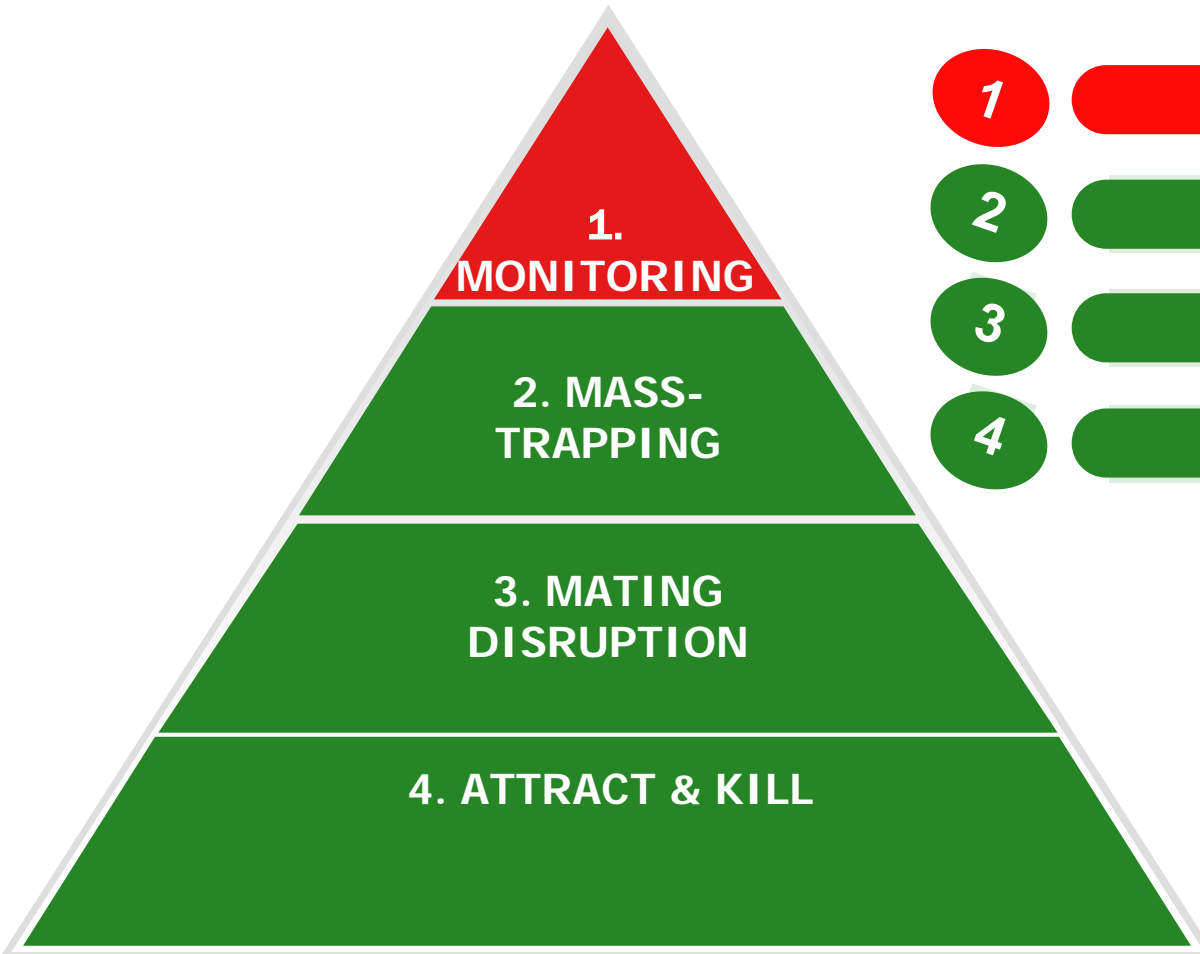 1.
MONITORING
2. MASS-
TRAPPING
3. MATING
DISRUPTION
4. ATTRACT & KILL
1
2
3
4